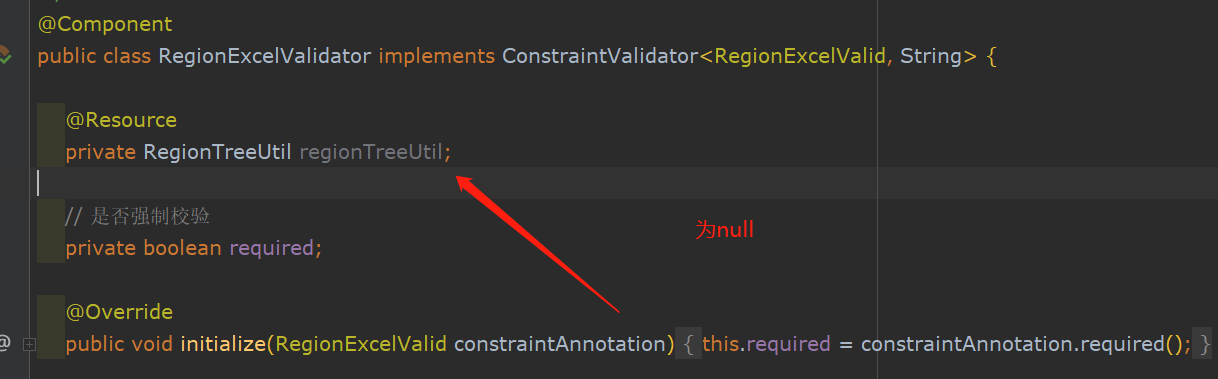 @Component
public class RegionExcelValidator implements ConstraintValidator<RegionExcelValid, String> {
@Resource
private RegionTreeUtil regionTreeUtil;
// 是否强制校验
为null
private boolean required;
@Override
@ public void initialize(RegionExcelValid constraintAnnotation) { this.required = constraintAnnotation.required(); }